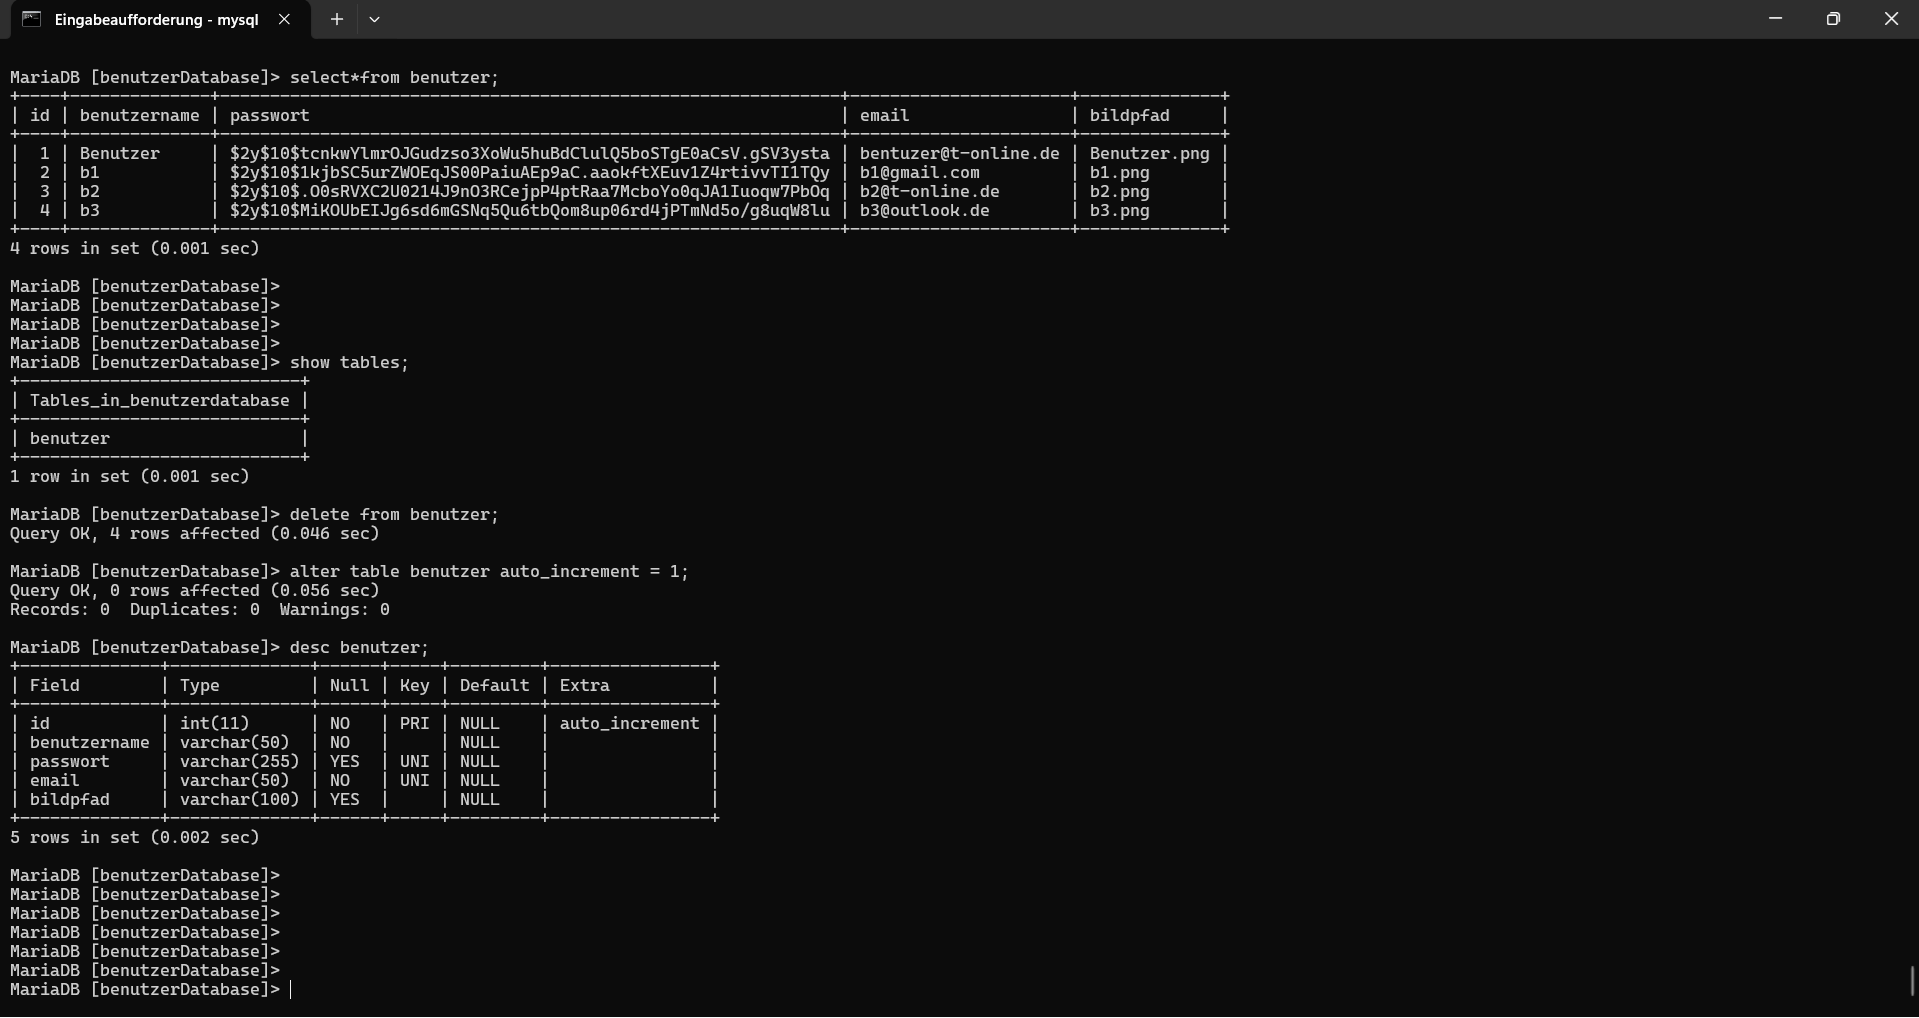 Eingabeaufforderung - mysql
MariaDB [benutzerDatabase]> select*from benutzer;
+----+--------------+--------------------------------------------------------------+----------------------+--------------+
| id | benutzername | passwort                                                     | email                | bildpfad     |
+----+--------------+--------------------------------------------------------------+----------------------+--------------+
|  1 | Benutzer     | $2y$10$tcnkwYlmrOJGudzso3XoWu5huBdClulQ5boSTgE0aCsV.gSV3ysta | bentuzer@t-online.de | Benutzer.png |
|  2 | b1           | $2y$10$1kjbSC5urZWOEqJS00PaiuAEp9aC.aaokftXEuv1Z4rtivvTI1TQy | b1@gmail.com         | b1.png       |
|  3 | b2           | $2y$10$.O0sRVXC2U0214J9nO3RCejpP4ptRaa7McboYo0qJA1Iuoqw7PbOq | b2@t-online.de       | b2.png       |
|  4 | b3           | $2y$10$MiKOUbEIJg6sd6mGSNq5Qu6tbQom8up06rd4jPTmNd5o/g8uqW8lu | b3@outlook.de        | b3.png       |
+----+--------------+--------------------------------------------------------------+----------------------+--------------+
4 rows in set (0.001 sec)
MariaDB [benutzerDatabase]>
MariaDB [benutzerDatabase]>
MariaDB [benutzerDatabase]>
MariaDB [benutzerDatabase]>
MariaDB [benutzerDatabase]> show tables;
+----------------------------+
| Tables_in_benutzerdatabase |
+----------------------------+
| benutzer                   |
+----------------------------+
1 row in set (0.001 sec)
MariaDB [benutzerDatabase]> delete from benutzer;
Query OK, 4 rows affected (0.046 sec)
MariaDB [benutzerDatabase]> alter table benutzer auto_increment = 1;
Query OK, 0 rows affected (0.056 sec)
Records: 0  Duplicates: 0  Warnings: 0
MariaDB [benutzerDatabase]> desc benutzer;
+--------------+--------------+------+-----+---------+----------------+
| Field        | Type         | Null | Key | Default | Extra          |
+--------------+--------------+------+-----+---------+----------------+
| id           | int(11)      | NO   | PRI | NULL    | auto_increment |
| benutzername | varchar(50)  | NO   |     | NULL    |                |
| passwort     | varchar(255) | YES  | UNI | NULL    |                |
| email        | varchar(50)  | NO   | UNI | NULL    |                |
| bildpfad     | varchar(100) | YES  |     | NULL    |                |
+--------------+--------------+------+-----+---------+----------------+
5 rows in set (0.002 sec)
MariaDB [benutzerDatabase]>
MariaDB [benutzerDatabase]>
MariaDB [benutzerDatabase]>
MariaDB [benutzerDatabase]>
MariaDB [benutzerDatabase]>
MariaDB [benutzerDatabase]>
MariaDB [benutzerDatabase]>